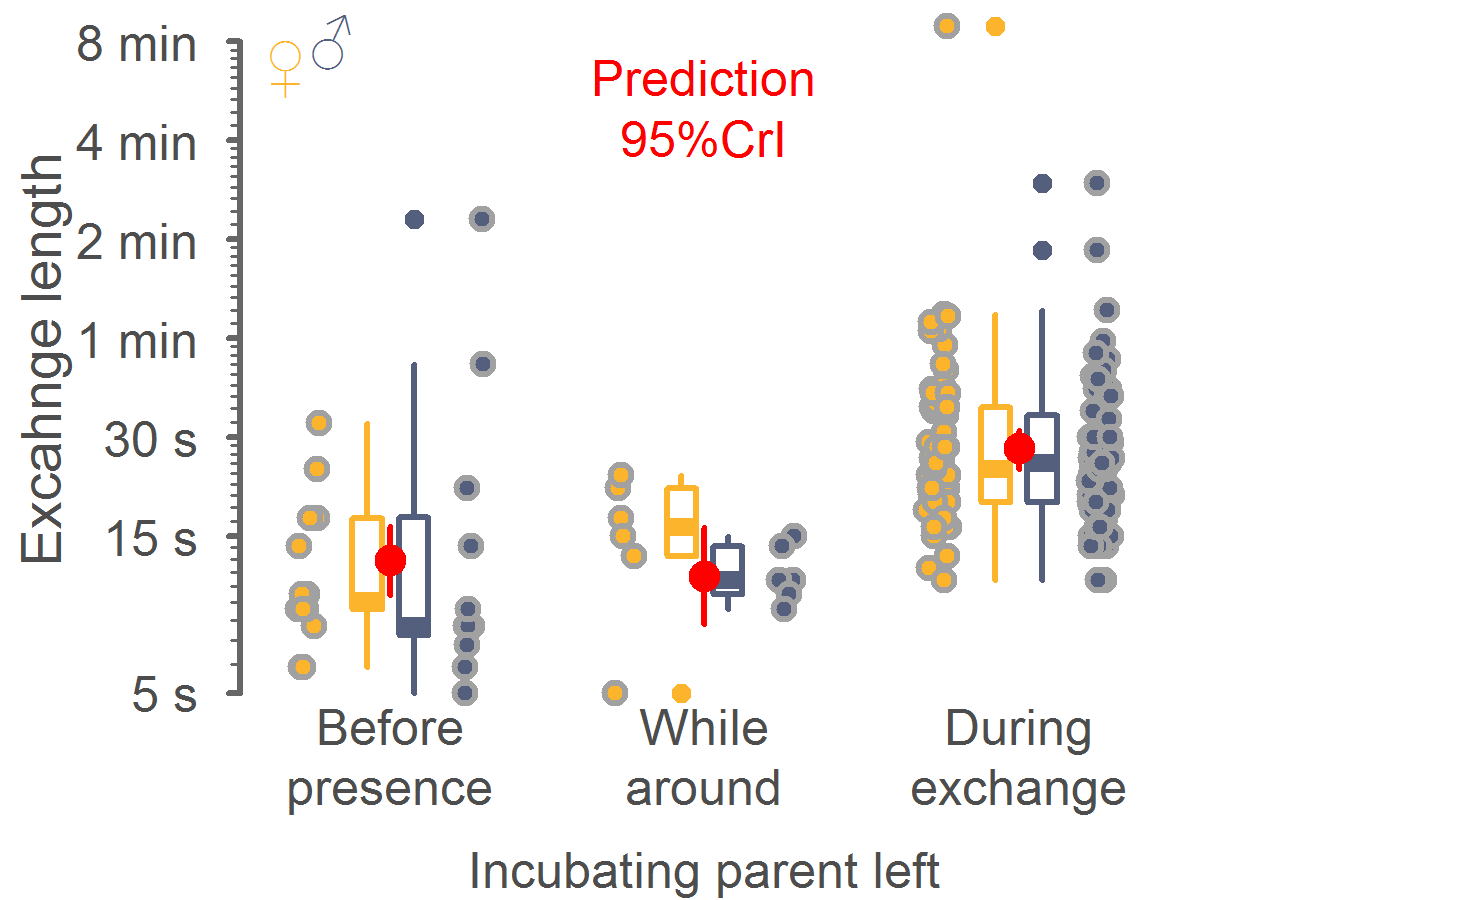 8 min
4 min
2 min
1 min
30 s
15 s
5 s
Excahnge length
♀ ♂
Prediction
95%CrI
Before
presence
While
around
During
exchange
Incubating parent left